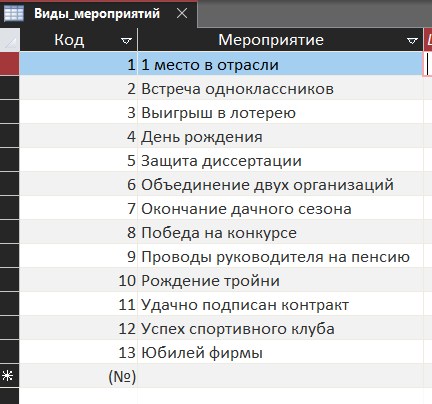 Виды_мероприятий
Код Мероприятие
1 1 место в отрасли
2 Встреча одноклассников
3 Выигрыш в лотерею
4 День рождения
5 Защита диссертации
6 Объединение двух организаций
7 Окончание дачного сезона
8 Победа на конкурсе
9 Проводы руководителя на пенсию
10 Рождение тройни
11 Удачно подписан контракт
12 Успех спортивного клуба
13 Юбилей фирмы
(№)